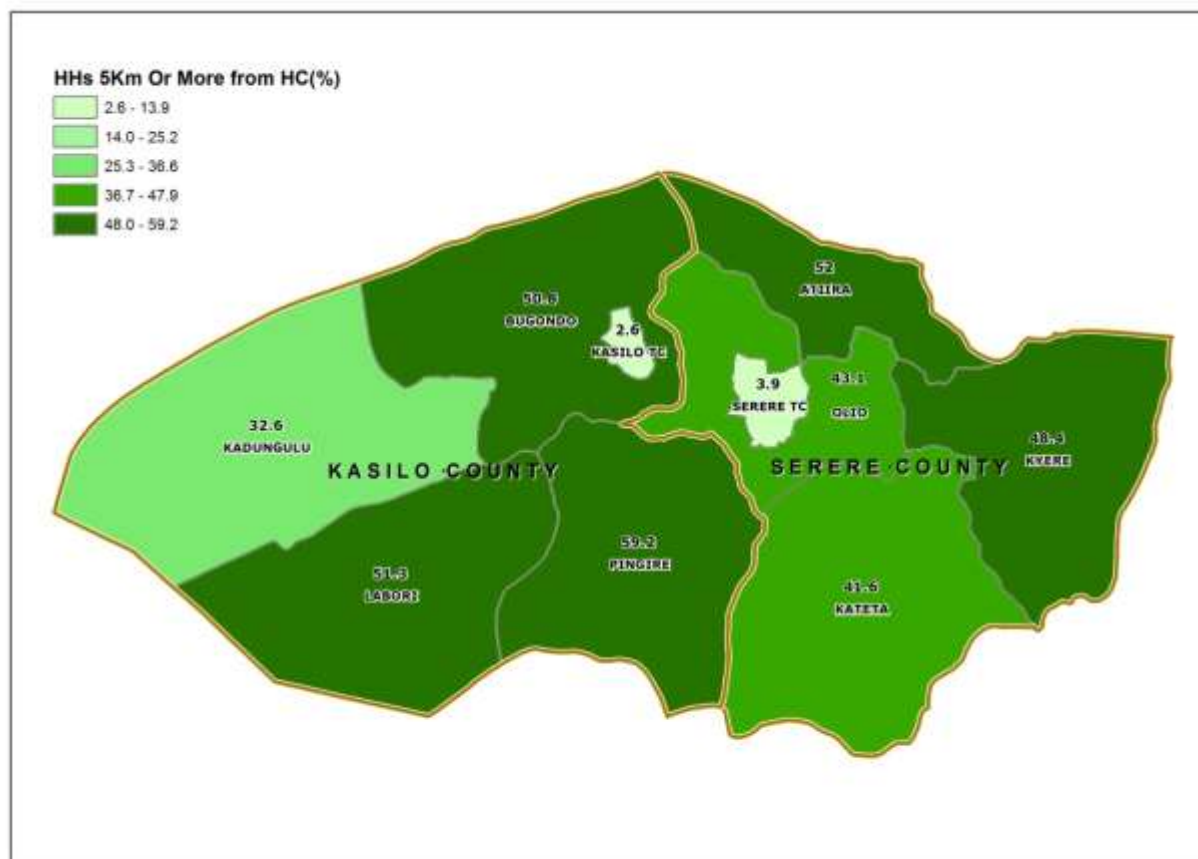 HHs 5Km Or More from HC(%)
2.6 - 13.9
14.0 - 25.2
25.3 - 36.6
36.7 - 47.9
48.0 - 59.2
52
ATIIRA
50.6
BUGONDO
2.6
KASILO TC
3.9
SERERE TC
43.1
OLIO
32.6
KADUNGULU
48.4
KYERE
KASILO COUNTY
SERERE COUNTY
51.3
LABORI
59.2
PINGIRE
41.6
KATETA